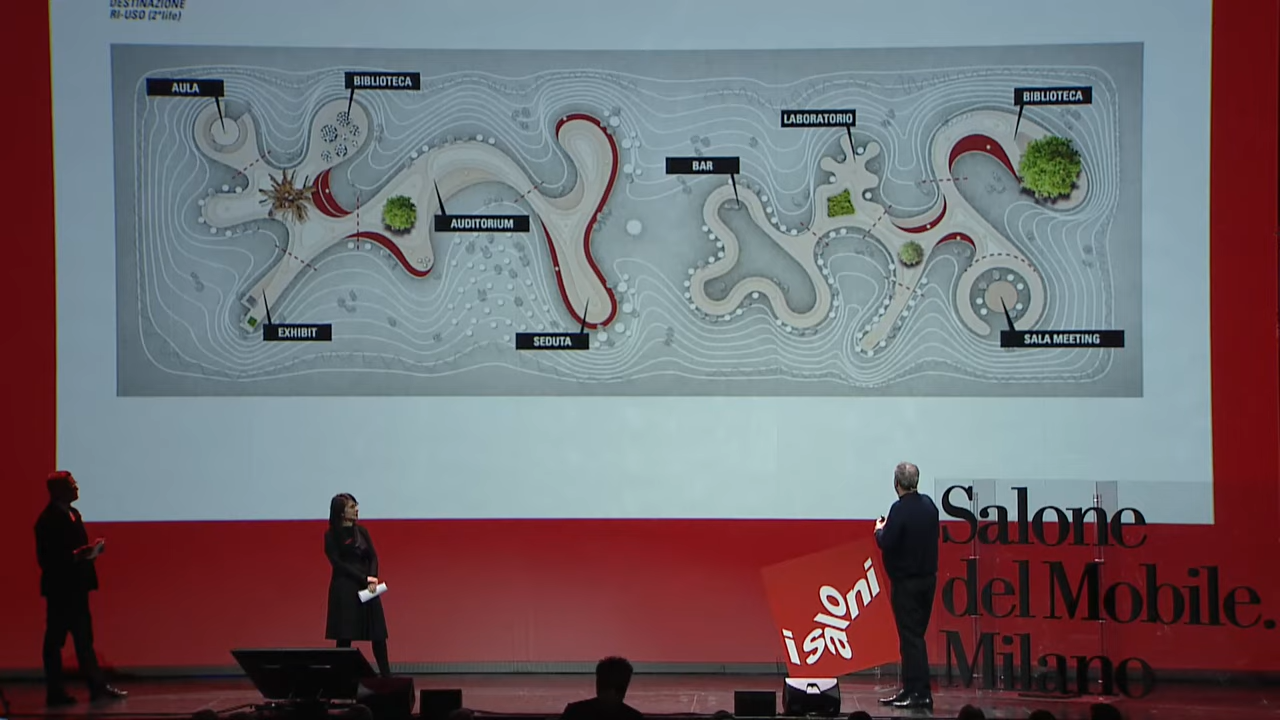 DESTINAZIONE
RI-USO (2°life)
AULA
BIBLIOTECA
LABORATORIO
BIBLIOTECA
BAR
AUDITORIUM
EXHIBIT
SEDUTA
SALA MEETING
i saloni
Salone
del Mobile.
Milano